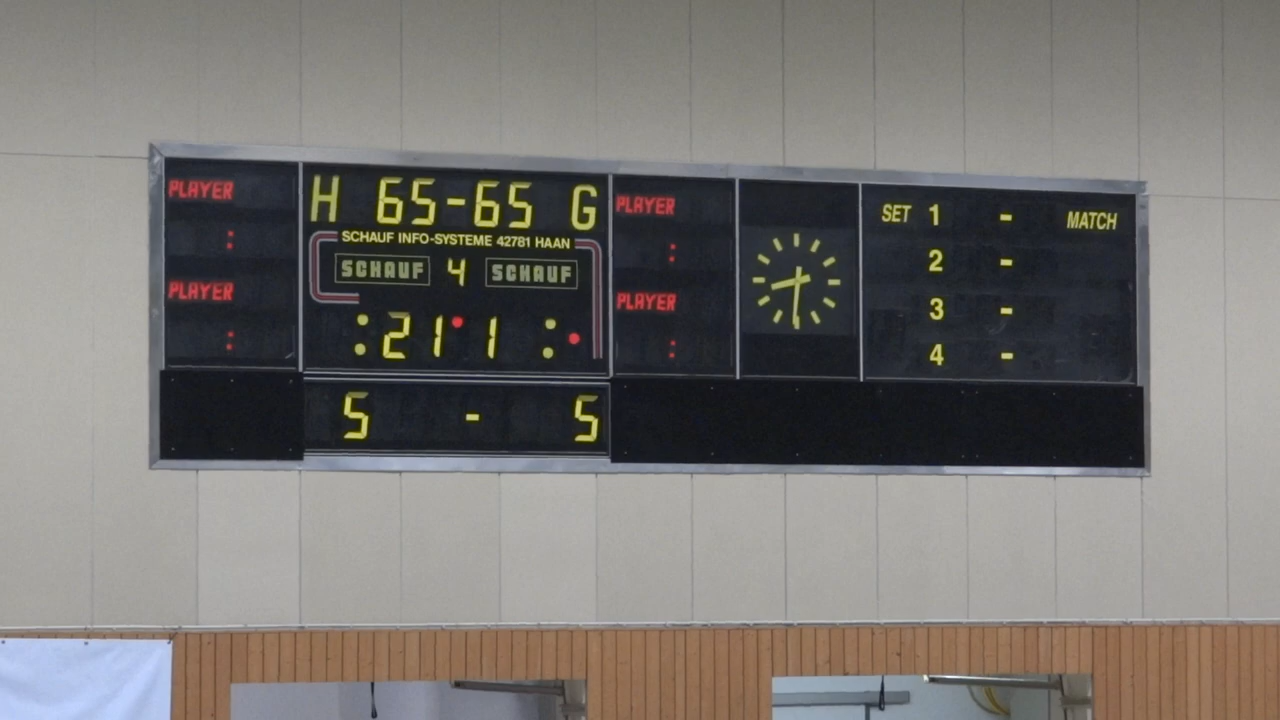 PLAYER
:
PLAYER
:
H 65-65 G
SCHAUF INFO-SYSTEME 42781 HAAN
SCHAUF 4 SCHAUF
:21 1 :
5 - 5
PLAYER
:
PLAYER
:
SET 1 - MATCH
2 -
3 -
4 -